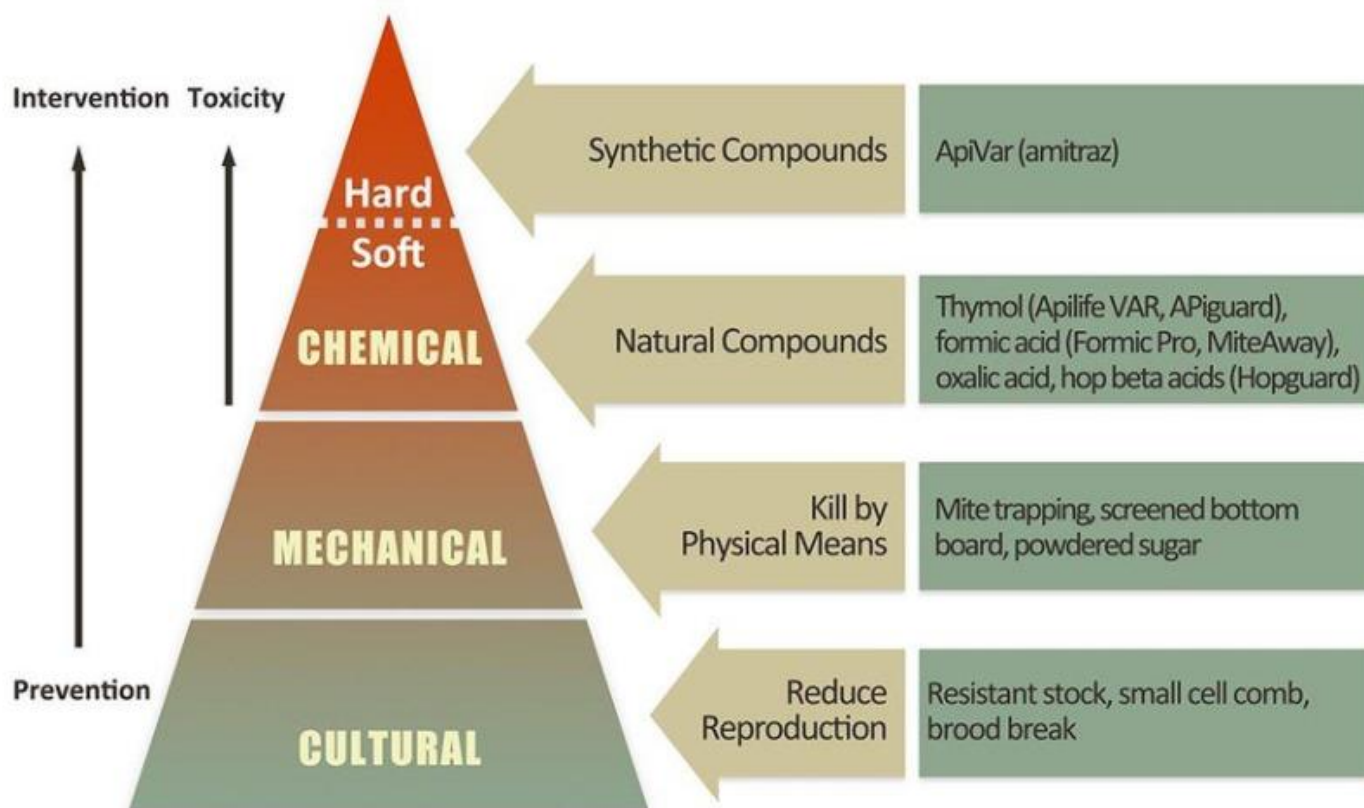 Intervention Toxicity
Hard
Soft
CHEMICAL
MECHANICAL
Prevention
CULTURAL
Synthetic Compounds
ApiVar (amitraz)
Natural Compounds
Thymol (Apilife VAR, APiguard),
formic acid (Formic Pro, MiteAway),
oxalic acid, hop beta acids (Hopguard)
Kill by
Physical Means
Mite trapping, screened bottom
board, powdered sugar
Reduce
Reproduction
Resistant stock, small cell comb,
brood break